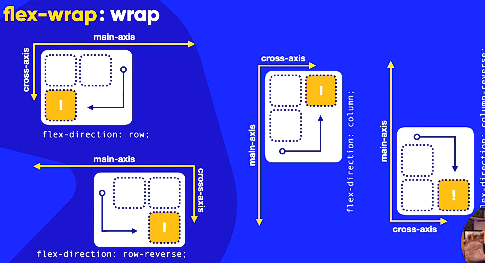 flex-wrap: wrap
main-axis
cross-axis
!
flex-direction: row;
main-axis
cross-axis
!
flex-direction: row-reverse;
cross-axis
main-axis
!
flex-direction: column;
main-axis
!
cross-axis
flex-direction: column-reverse;